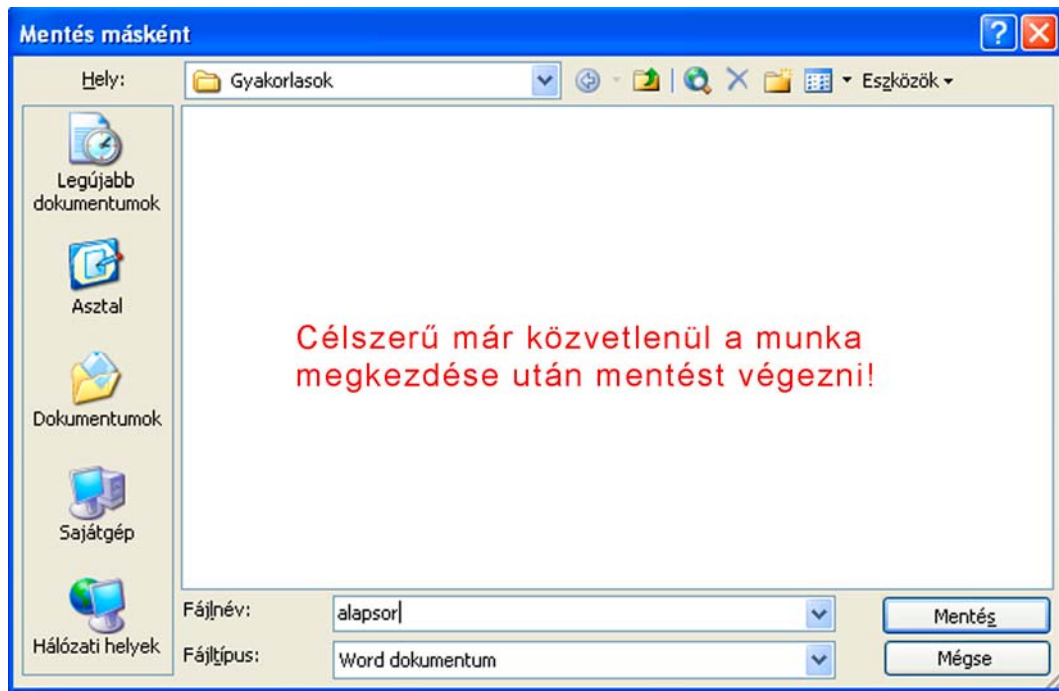 Mentés másként
Hely:
Gyakorlasok
Eszközök
Legújabb
dokumentumok
Asztal
Dokumentumok
Sajátgép
Hálózati helyek
Célszerű már közvetlenül a munka
megkezdése után mentést végezni!
Fájlnév:
alapsor
Mentés
Fájltípus:
Word dokumentum
Mégse